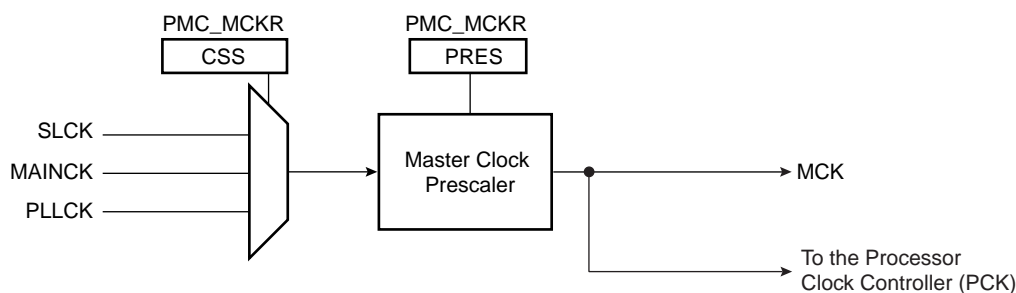 PMC_MCKR
PMC_MCKR
CSS
PRES
SLCK
MAINCK
PLLCK
Master Clock
Prescaler
MCK
To the Processor
Clock Controller (PCK)